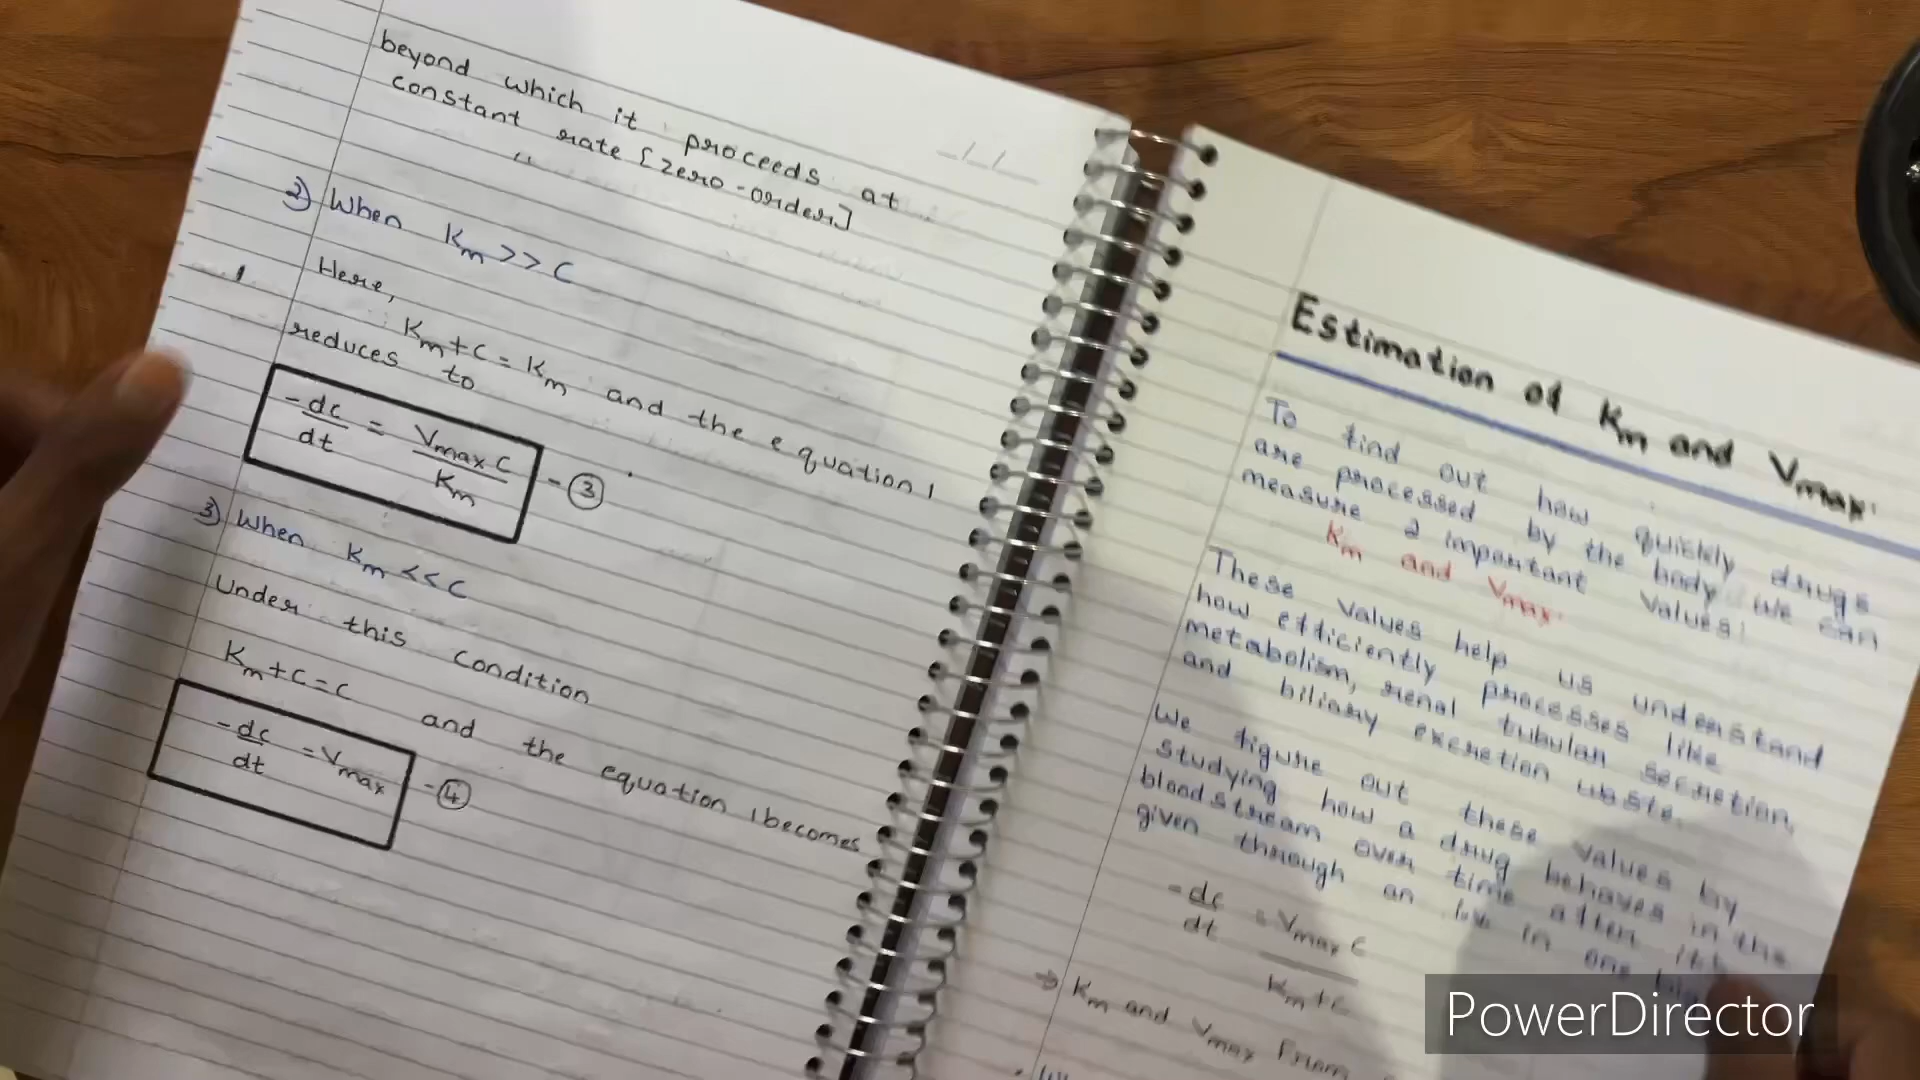 beyond which it proceeds at
constant rate [zero-order]
2) When Km >> C
Here,
Km+C = Km and the equation 1
reduces to
-dc/dt = Vmax C/Km - ③
3) When Km << C
Under this condition
Km+C=C and the equation 1 becomes
-dc/dt = Vmax - ④
Estimation of Km and Vmax.
To find out how quickly drugs
are processed by the body we can
measure 2 important values:
Km and Vmax.
These values help us understand
how efficiently processes like
metabolism, renal tubular secretion,
and biliary excretion waste.
We figure out these values by
studying how a drug behaves in the
bloodstream over time after it's
given through an in one
-dc/dt = Vmax C/Km+C
→ Km and Vmax From
PowerDirector